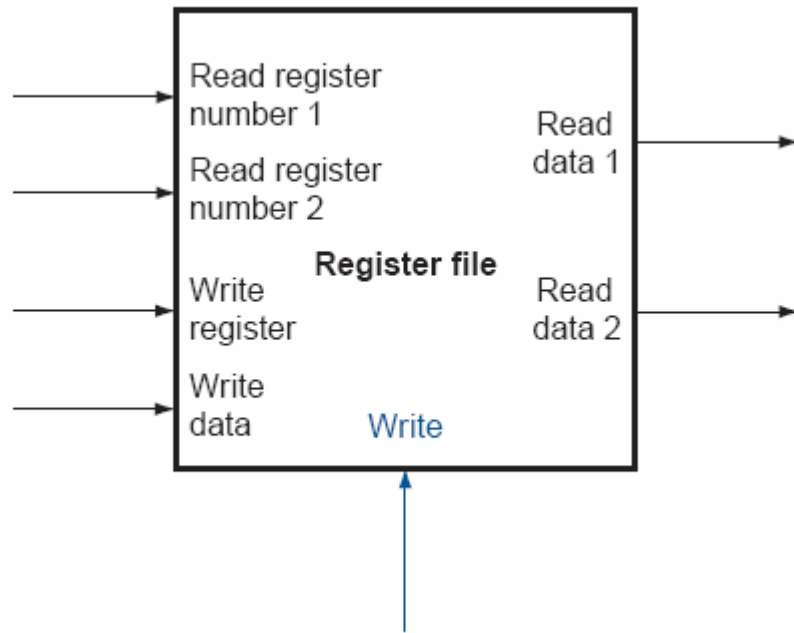 Read register
number 1
Read
data 1
Read register
number 2
Register file
Write
register
Read
data 2
Write
data
Write